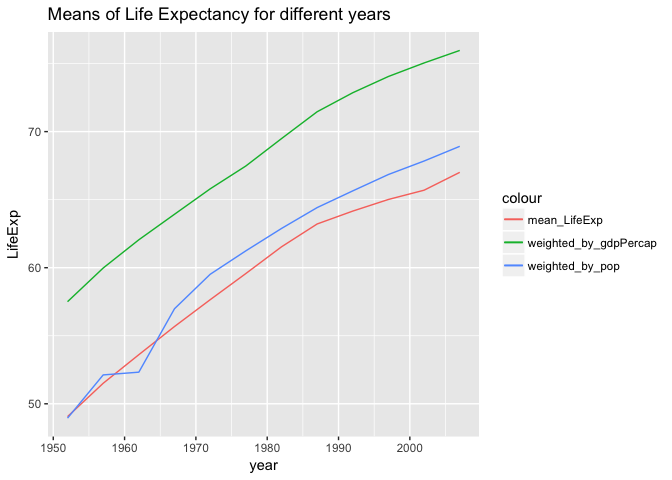 Means of Life Expectancy for different years
LifeExp
70
60
50
1950
1960
1970
1980
1990
2000
year
colour
mean_LifeExp
weighted_by_gdpPercap
weighted_by_pop